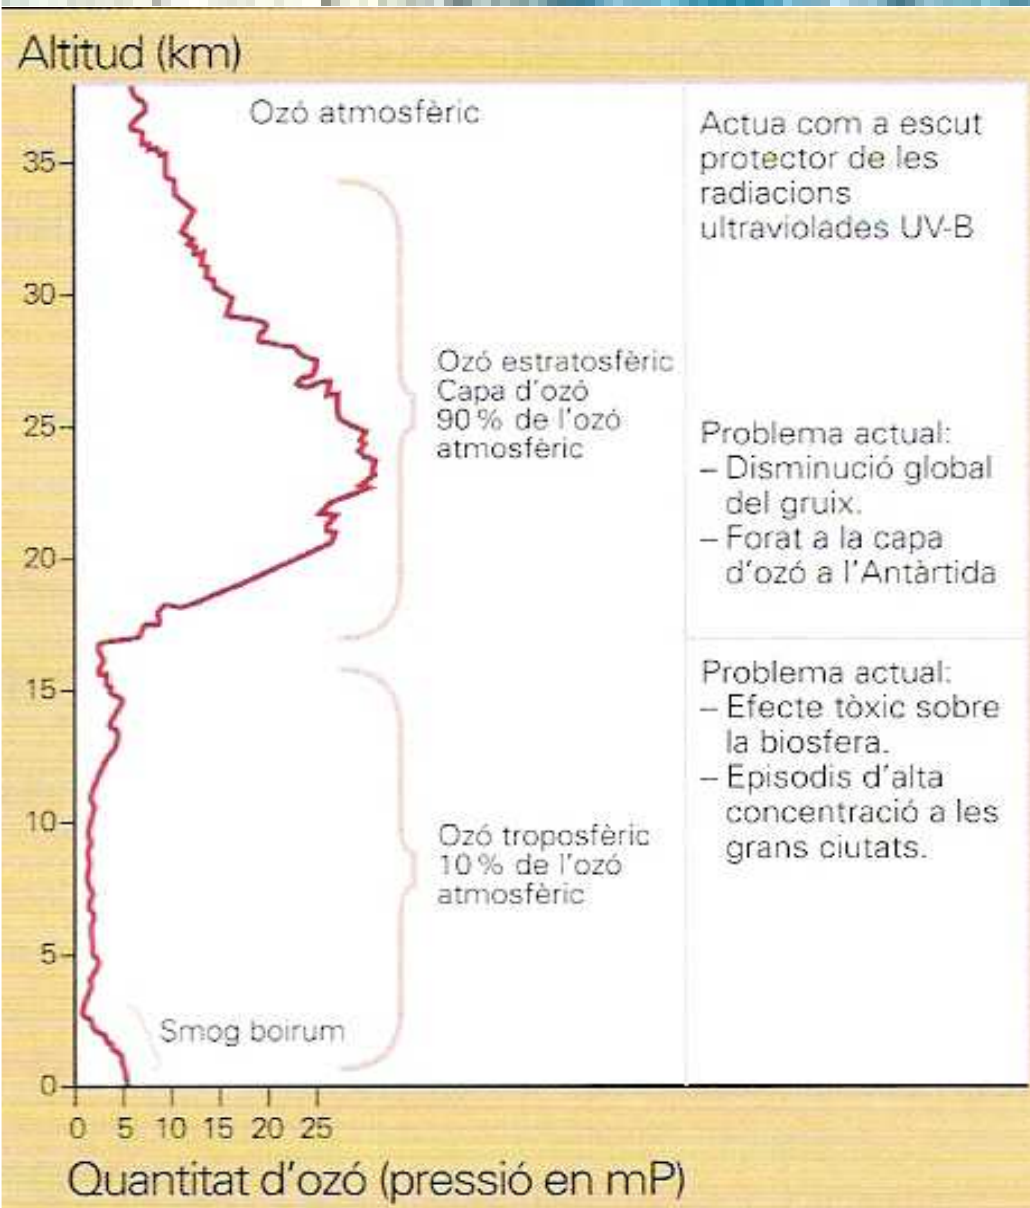 Altitud (km)
Ozó atmosfèric
35
30
25
20
15
10
5
0
Ozó estratosfèric
Capa d'ozó
90 % de l'ozó
atmosfèric
Ozó troposfèric
10 % de l'ozó
atmosfèric
Smog boirum
Actua com a escut
protector de les
radiacions
ultraviolades UV-B
Problema actual:
– Disminució global
del gruix.
– Forat a la capa
d'ozó a l'Antàrtida
Problema actual:
– Efecte tòxic sobre
la biosfera.
– Episodis d'alta
concentració a les
grans ciutats.
0 5 10 15 20 25
Quantitat d'ozó (pressió en mP)